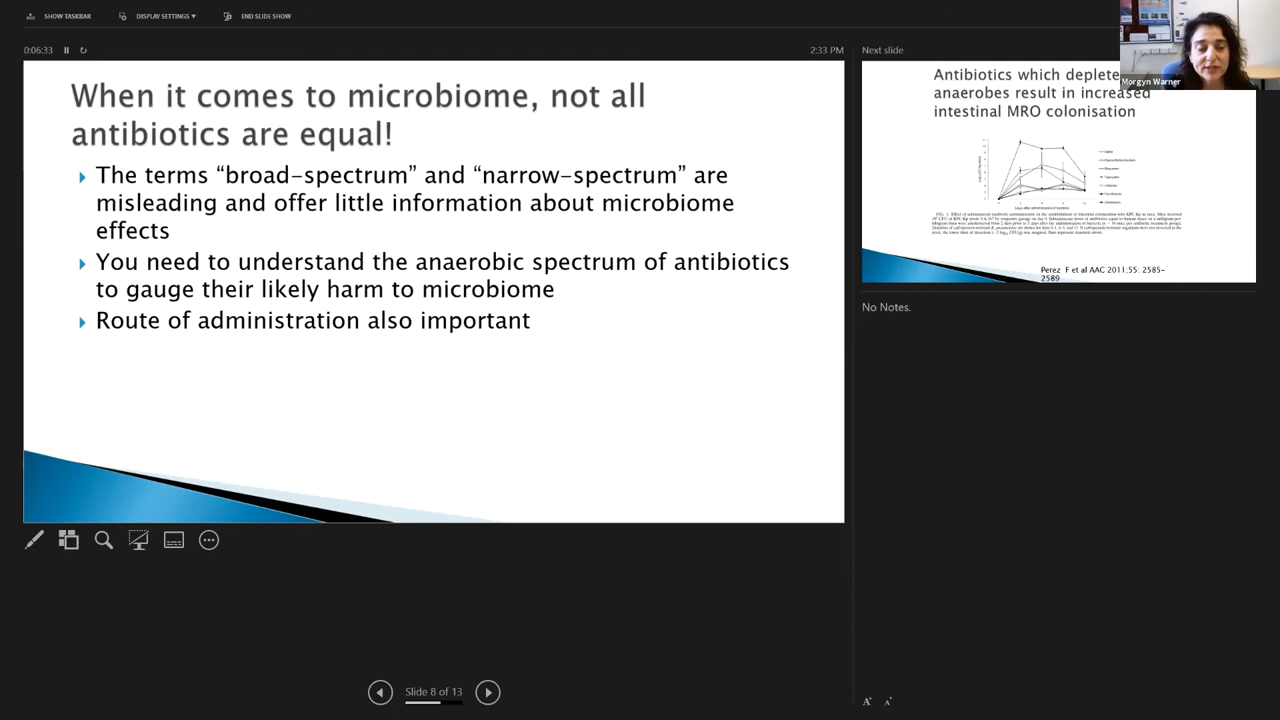 SHOW TASKBAR
DISPLAY SETTINGS ▾
END SLIDE SHOW
0:06:33
2:33 PM
When it comes to microbiome, not all
antibiotics are equal!
The terms “broad-spectrum” and “narrow-spectrum” are
misleading and offer little information about microbiome
effects
You need to understand the anaerobic spectrum of antibiotics
to gauge their likely harm to microbiome
Route of administration also important
Slide 8 of 13
Next slide
Morgyn Warner
Antibiotics which deplete
anaerobes result in increased
intestinal MRO colonisation
Perez F et al AAC 2011;55: 2585-
2589
No Notes.
A A